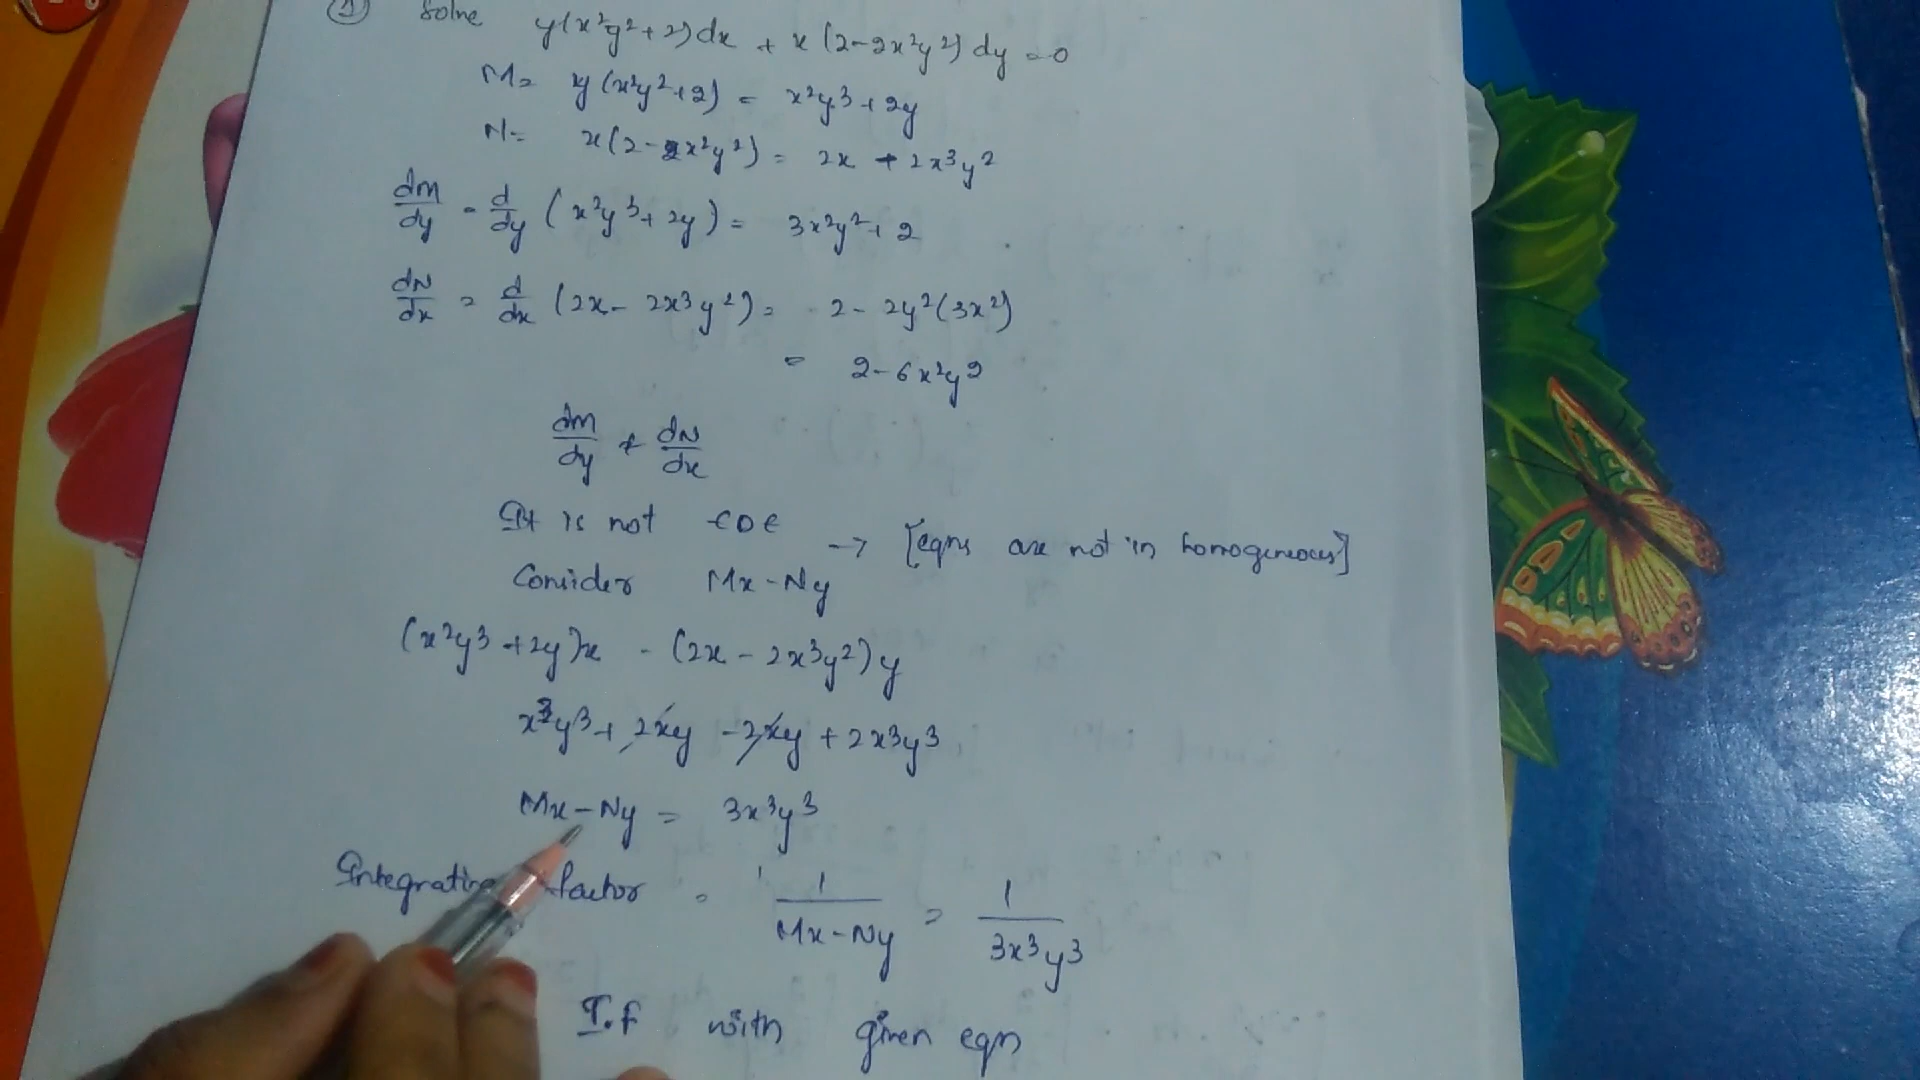 ① Solve y(x²y²+2)dx + x(2-2x²y²)dy = 0
M = y(x²y²+2) = x²y³+2y
N = x(2-2x²y²) = 2x + 2x³y²
dM/dy = d/dy (x²y³+2y) = 3x²y²+2
dN/dx = d/dx (2x - 2x³y²) = 2 - 2y²(3x²)
= 2-6x²y²
dM/dy ≠ dN/dx
It is not EDE
→ [eqns are not in homogineous]
Consider Mx-Ny
(x²y³+2y)x - (2x - 2x³y²)y
x³y³ + 2xy - 2xy + 2x³y³
Mx-Ny = 3x³y³
Integrating factor = 1/(Mx-Ny) = 1/(3x³y³)
I.f with given eqn